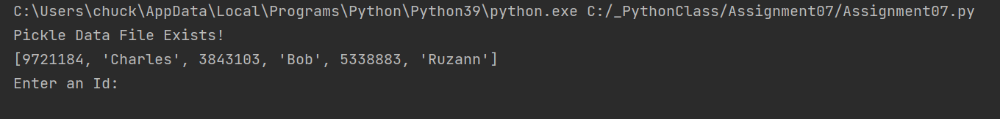 C:\Users\chuck\AppData\Local\Programs\Python\Python39\python.exe C:/_PythonClass/Assignment07/Assignment07.py
Pickle Data File Exists!
[9721184, 'Charles', 3843103, 'Bob', 5338883, 'Ruzann']
Enter an Id: